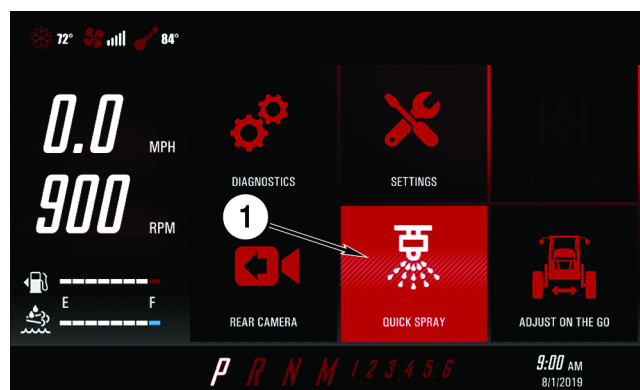 72° 84°
0.0 MPH
900 RPM
E F
DIAGNOSTICS
SETTINGS
1
REAR CAMERA
QUICK SPRAY
ADJUST ON THE GO
P R N M 1 2 3 4 5 6
9:00 AM
8/1/2019